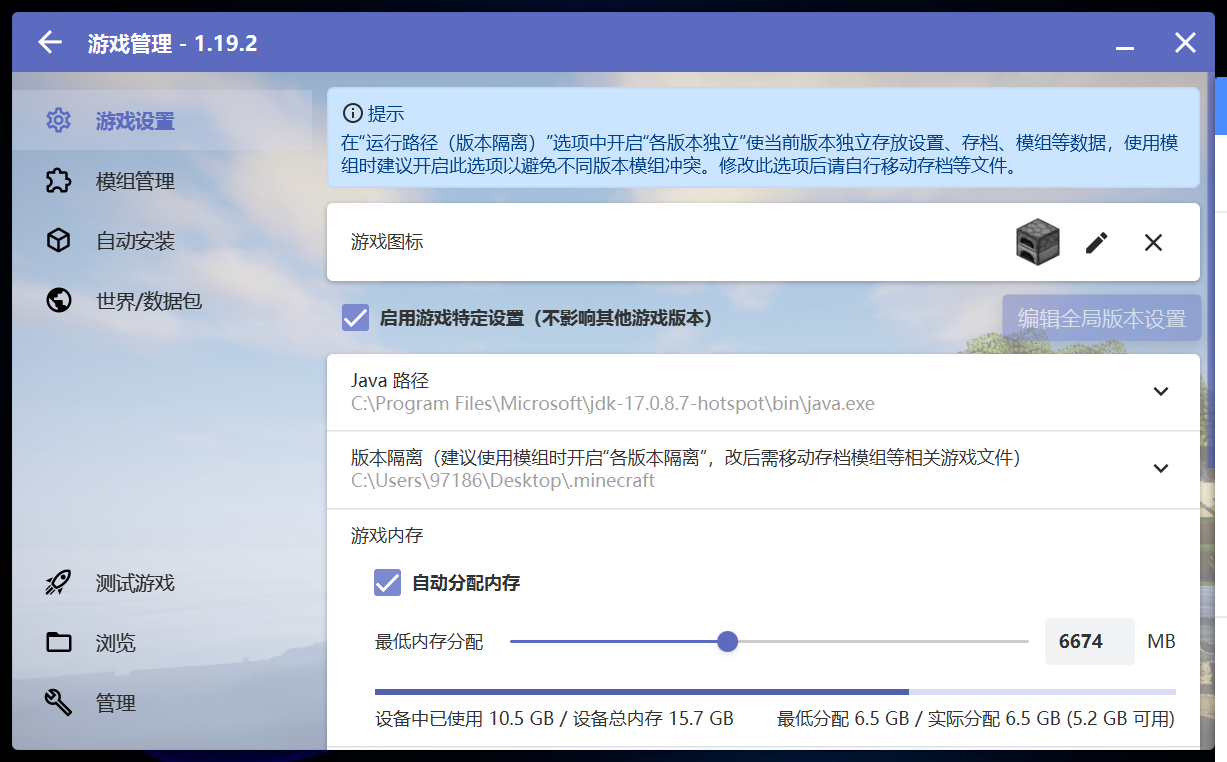 游戏管理 - 1.19.2
游戏设置
模组管理
自动安装
世界/数据包
测试游戏
浏览
管理
提示
在“运行路径（版本隔离）”选项中开启“各版本独立”使当前版本独立存放设置、存档、模组等数据，使用模
组时建议开启此选项以避免不同版本模组冲突。修改此选项后请自行移动存档等文件。
游戏图标
启用游戏特定设置（不影响其他游戏版本）
编辑全局版本设置
Java 路径
C:\Program Files\Microsoft\jdk-17.0.8.7-hotspot\bin\java.exe
版本隔离（建议使用模组时开启“各版本隔离”，改后需移动存档模组等相关游戏文件）
C:\Users\97186\Desktop\.minecraft
游戏内存
自动分配内存
最低内存分配 6674 MB
设备中已使用 10.5 GB / 设备总内存 15.7 GB 最低分配 6.5 GB / 实际分配 6.5 GB (5.2 GB 可用)